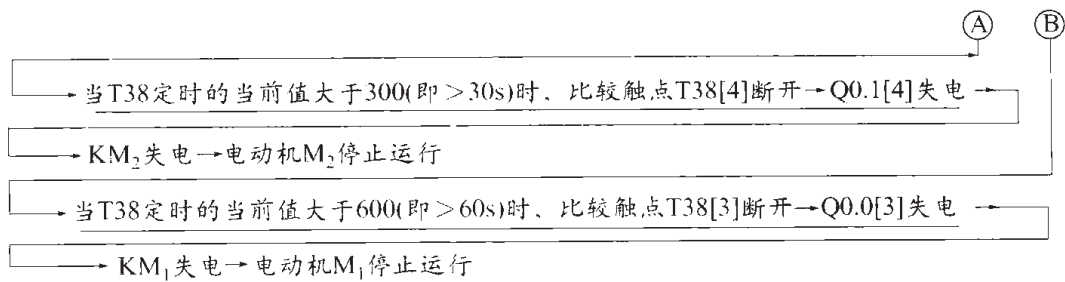 Ⓐ Ⓑ
当T38定时的当前值大于300(即>30s)时、比较触点T38[4]断开→Q0.1[4]失电→
→KM₂失电→电动机M₂停止运行
→当T38定时的当前值大于600(即>60s)时、比较触点T38[3]断开→Q0.0[3]失电→
→KM₁失电→电动机M₁停止运行